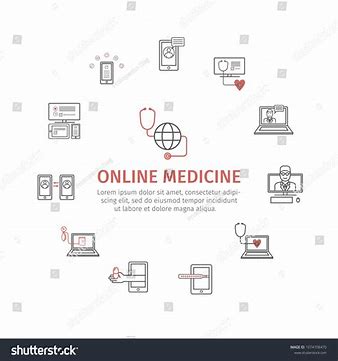 ONLINE MEDICINE
Lorem ipsum dolor sit amet, consectetur adipiscing
elit, sed do eiusmod tempor incididunt ut labore et
dolore magna aliqua.
shutterstock
IMAGE ID: 1074498470
www.shutterstock.com